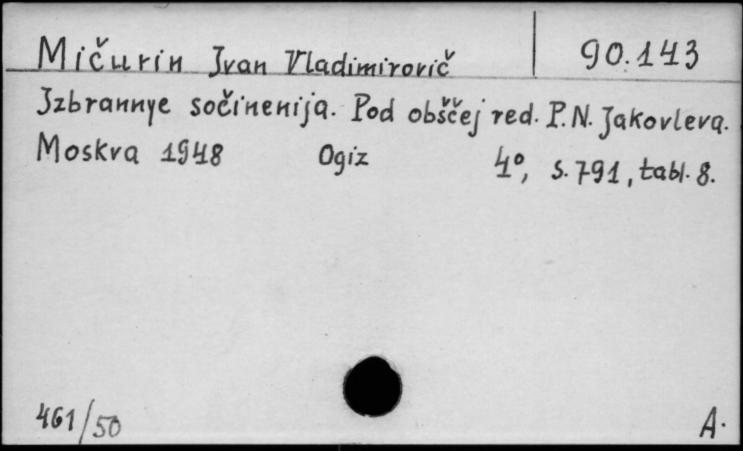 Mičurin Ivan Vladimirovič 90.143
Izbrannye sočinenija. Pod obščej red. P.N. Jakovleva.
Moskva 1948 Ogiz 4°, s. 791, tabl. 8.
461/50 A.